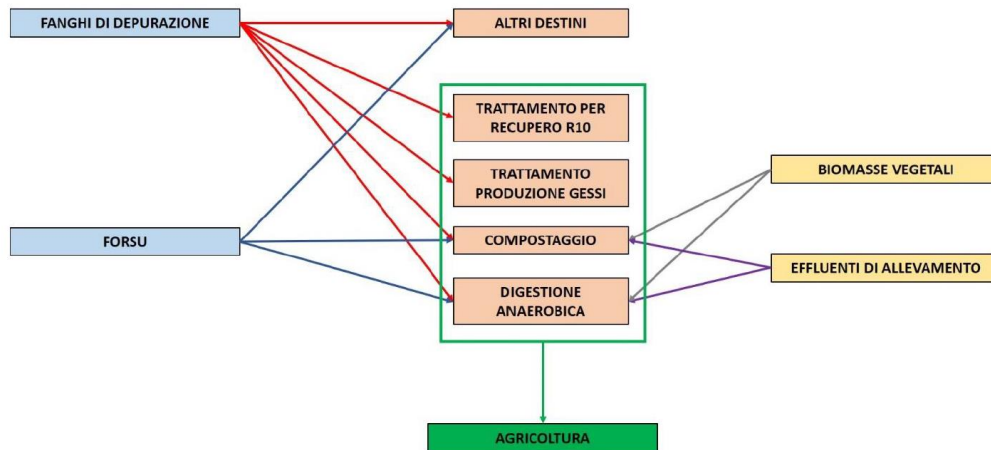 FANGHI DI DEPURAZIONE
ALTRI DESTINI
TRATTAMENTO PER
RECUPERO R10
TRATTAMENTO
PRODUZIONE GESSI
BIOMASSE VEGETALI
FORSU
COMPOSTAGGIO
EFFLUENTI DI ALLEVAMENTO
DIGESTIONE
ANAEROBICA
AGRICOLTURA